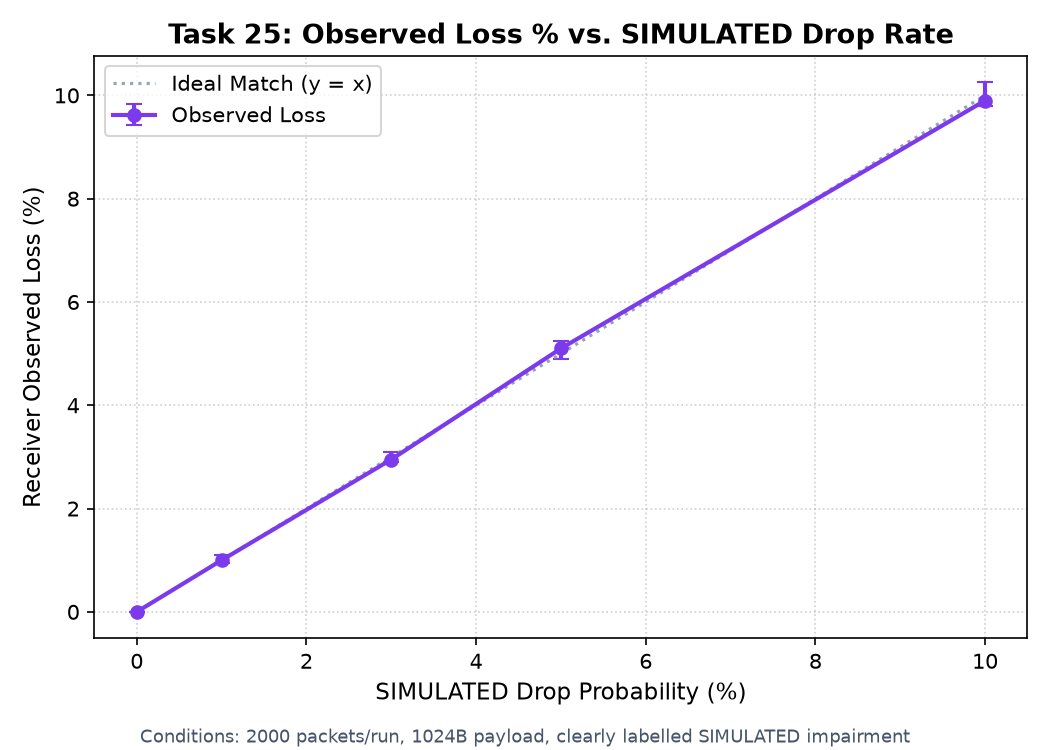 Task 25: Observed Loss % vs. SIMULATED Drop Rate
Ideal Match (y = x)
Observed Loss
Receiver Observed Loss (%)
10
8
6
4
2
0
0 2 4 6 8 10
SIMULATED Drop Probability (%)
Conditions: 2000 packets/run, 1024B payload, clearly labelled SIMULATED impairment